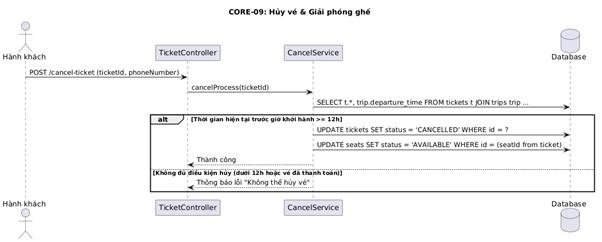 CORE-09: Hủy vé & Giải phóng ghế
Hành khách
TicketController
CancelService
Database
POST /cancel-ticket (ticketId, phoneNumber)
cancelProcess(ticketId)
SELECT t.*, trip.departure_time FROM tickets t JOIN trips trip ...
alt
[Thời gian hiện tại trước giờ khởi hành >= 12h]
UPDATE tickets SET status = 'CANCELLED' WHERE id = ?
UPDATE seats SET status = 'AVAILABLE' WHERE id = (seatId from ticket)
Thành công
[Không đủ điều kiện hủy (dưới 12h hoặc vé đã thanh toán)]
Thông báo lỗi "Không thể hủy vé"
Hành khách
TicketController
CancelService
Database